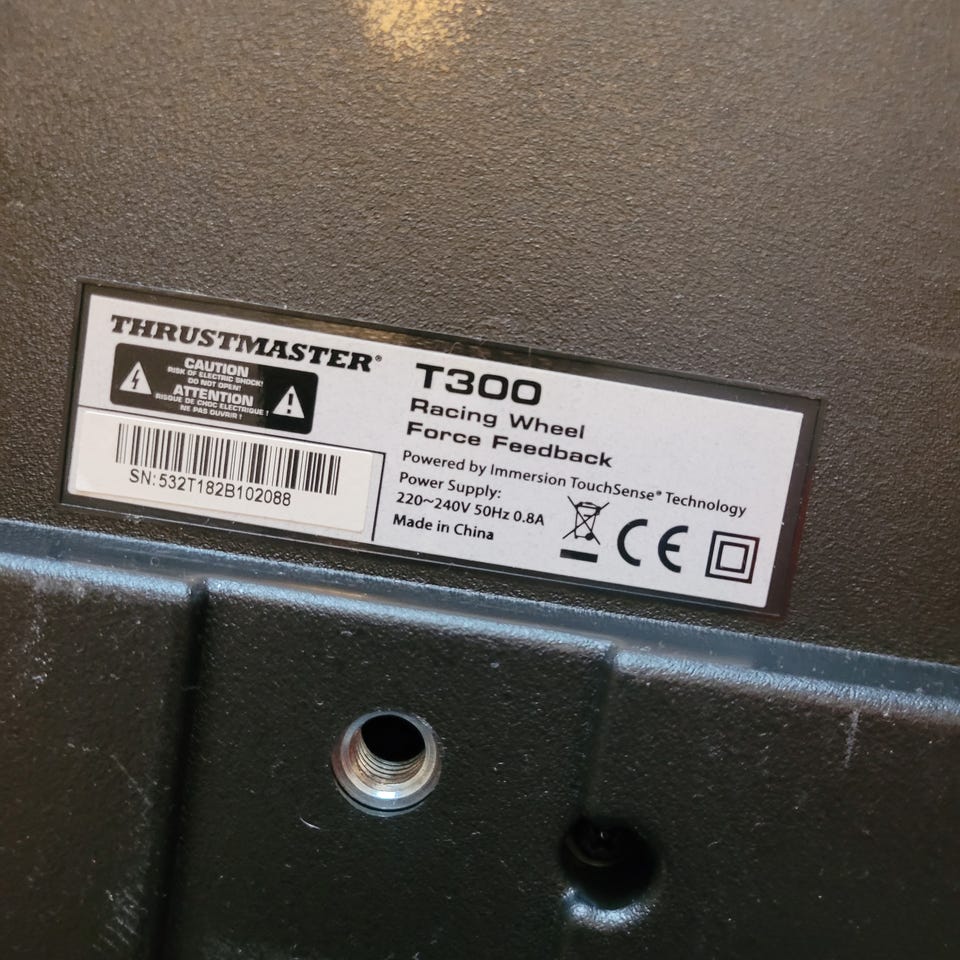 THRUSTMASTER®
CAUTION
RISK OF ELECTRIC SHOCK!
DO NOT OPEN!
ATTENTION
RISQUE DE CHOC ELECTRIQUE !
NE PAS OUVRIR !
SN: 532T182B102088
T300
Racing Wheel
Force Feedback
Powered by Immersion TouchSense® Technology
Power Supply:
220~240V 50Hz 0.8A
Made in China
CE